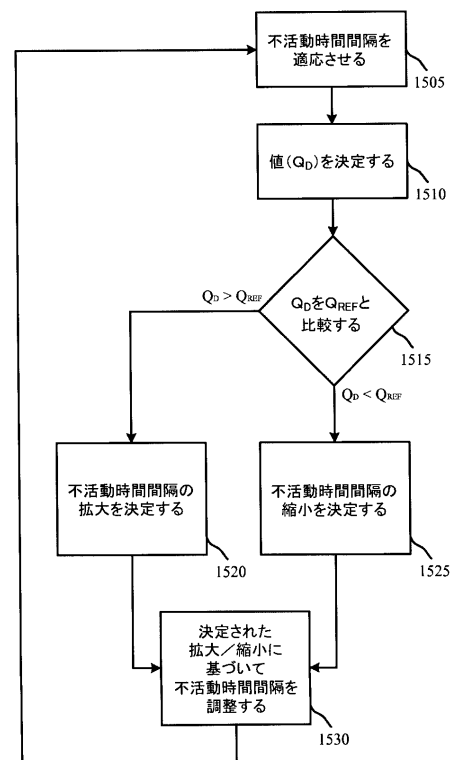 不活動時間間隔を
適応させる
1505
値(QD)を決定する
1510
QD > QREF
QDをQREFと
比較する
1515
QD < QREF
不活動時間間隔の
拡大を決定する
1520
不活動時間間隔の
縮小を決定する
1525
決定された
拡大／縮小に
基づいて
不活動時間間隔を
調整する
1530